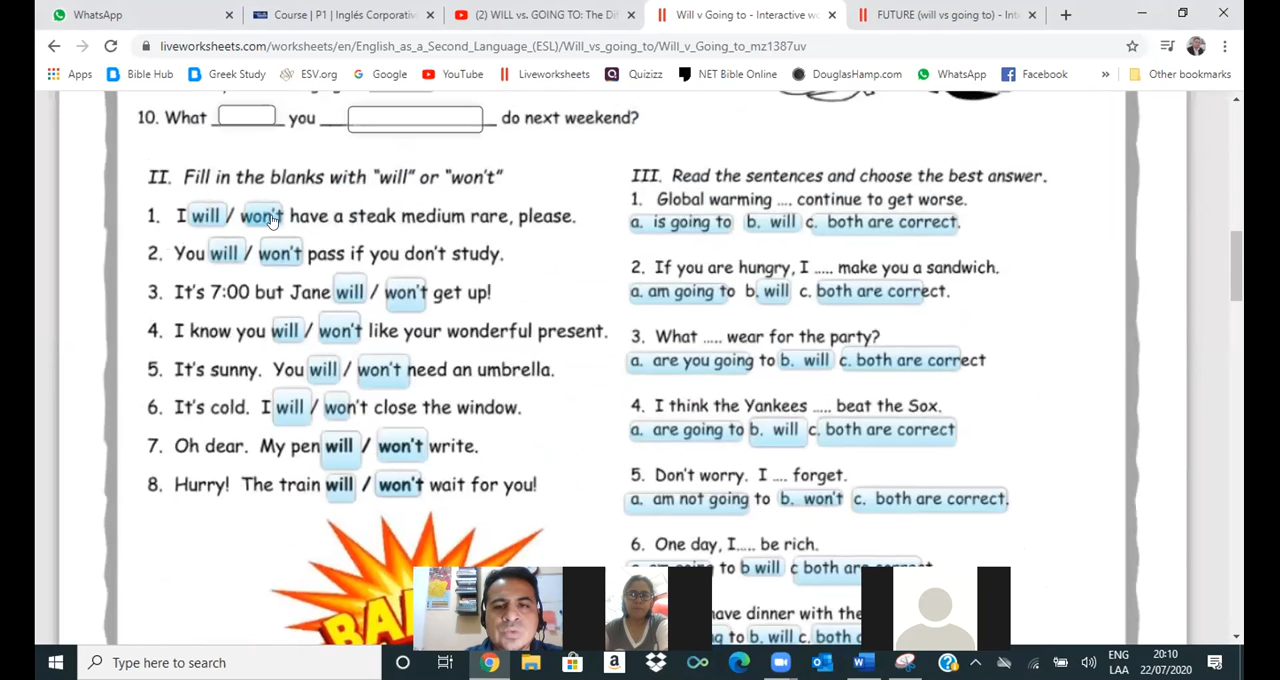 WhatsApp
Course | P1 | Inglés Corporativ
(2) WILL vs. GOING TO: The Di
Will v Going to - Interactive wo
FUTURE (will vs going to) - Int
liveworksheets.com/worksheets/en/English_as_a_Second_Language_(ESL)/Will_vs_going_to/Will_v_Going_to_mz1387uv
Apps
Bible Hub
Greek Study
ESV.org
Google
YouTube
Liveworksheets
Quizizz
NET Bible Online
DouglasHamp.com
WhatsApp
Facebook
»
Other bookmarks
10. What ___ you ___ do next weekend?
II. Fill in the blanks with "will" or "won't"
1. I will / won't have a steak medium rare, please.
2. You will / won't pass if you don't study.
3. It's 7:00 but Jane will / won't get up!
4. I know you will / won't like your wonderful present.
5. It's sunny. You will / won't need an umbrella.
6. It's cold. I will / won't close the window.
7. Oh dear. My pen will / won't write.
8. Hurry! The train will / won't wait for you!
III. Read the sentences and choose the best answer.
1. Global warming .... continue to get worse.
a. is going to b. will c. both are correct.
2. If you are hungry, I ..... make you a sandwich.
a. am going to b. will c. both are correct.
3. What ..... wear for the party?
a. are you going to b. will c. both are correct
4. I think the Yankees ..... beat the Sox.
a. are going to b. will c. both are correct
5. Don't worry. I .... forget.
a. am not going to b. won't c. both are correct.
6. One day, I..... be rich.
to b will c both are correct.
have dinner with the
to b. will c. both
Type here to search
ENG
LAA
20:10
22/07/2020